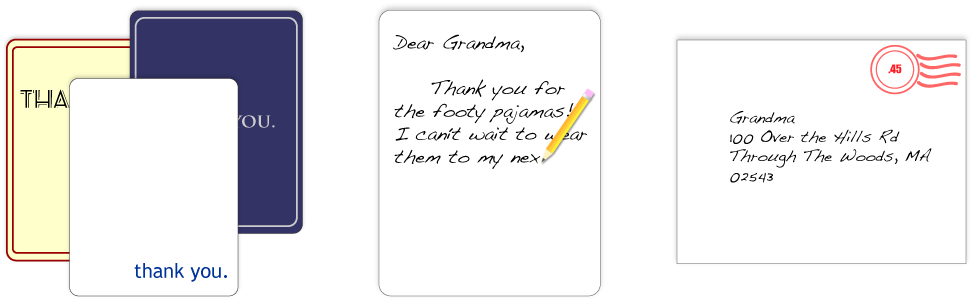 THA
YOU.
thank you.
Dear Grandma,
Thank you for
the footy pajamas!
I can't wait to wear
them to my nex
.45
Grandma
100 Over the Hills Rd
Through The Woods, MA
02543